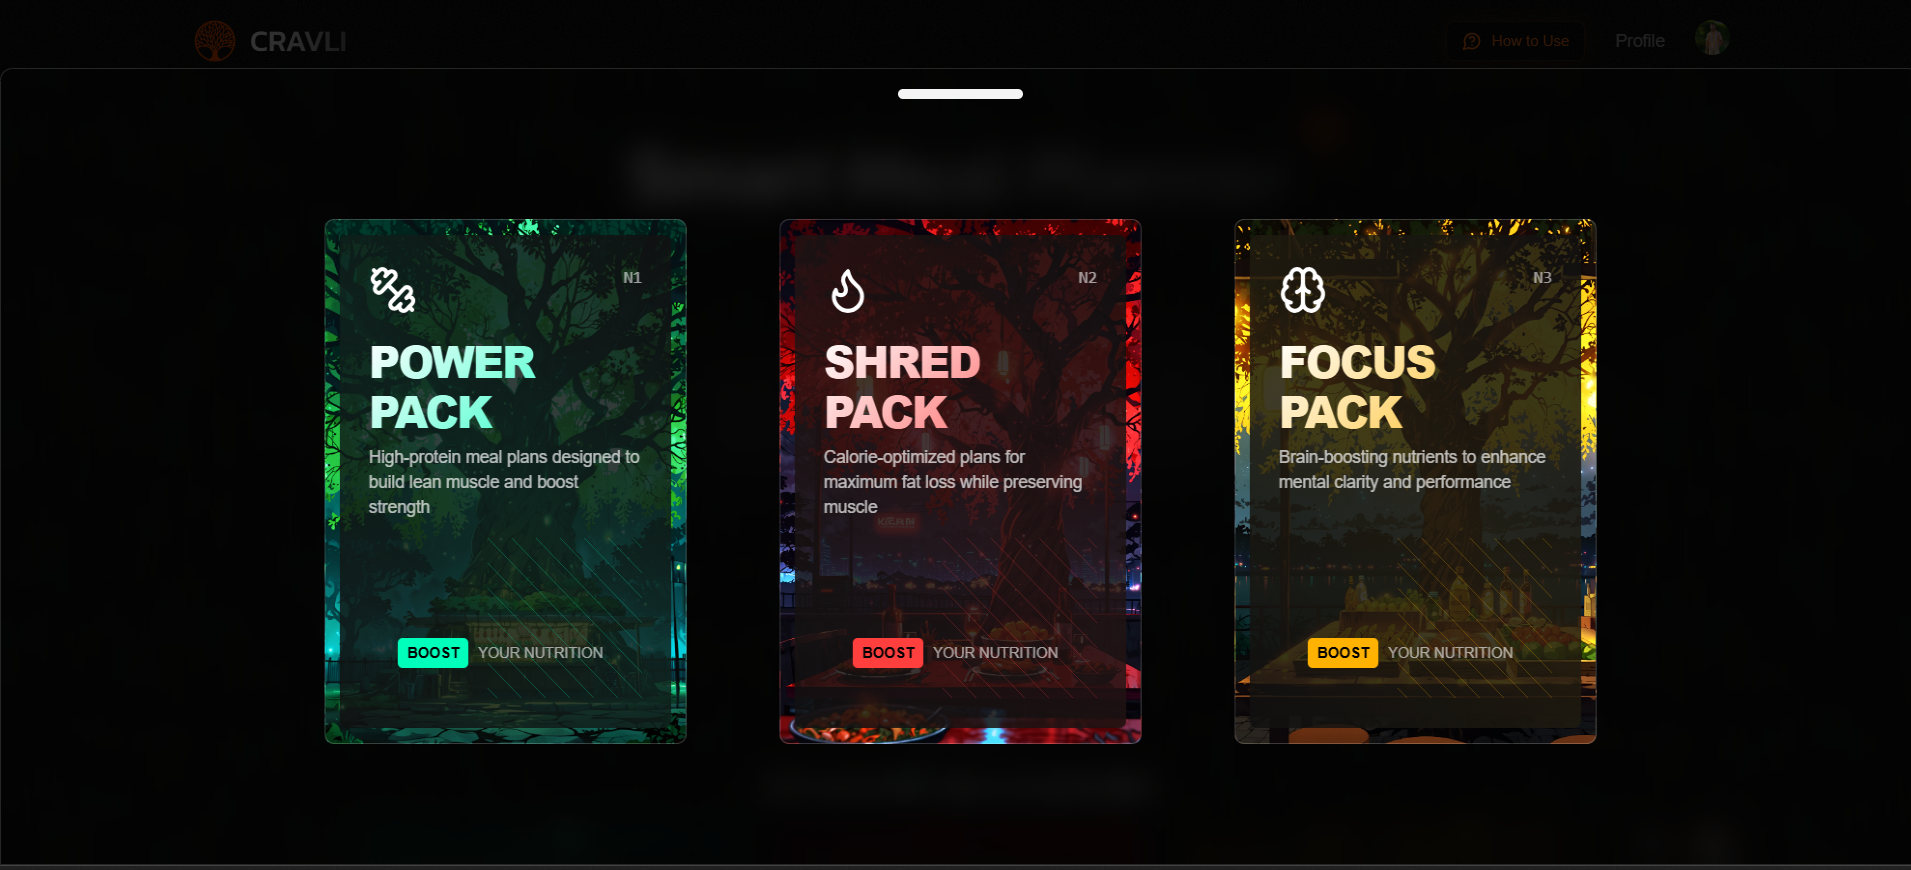 CRAVLI
How to Use
Profile
N1
POWER
PACK
High-protein meal plans designed to
build lean muscle and boost
strength
BOOST YOUR NUTRITION
N2
SHRED
PACK
Calorie-optimized plans for
maximum fat loss while preserving
muscle
BOOST YOUR NUTRITION
N3
FOCUS
PACK
Brain-boosting nutrients to enhance
mental clarity and performance
BOOST YOUR NUTRITION